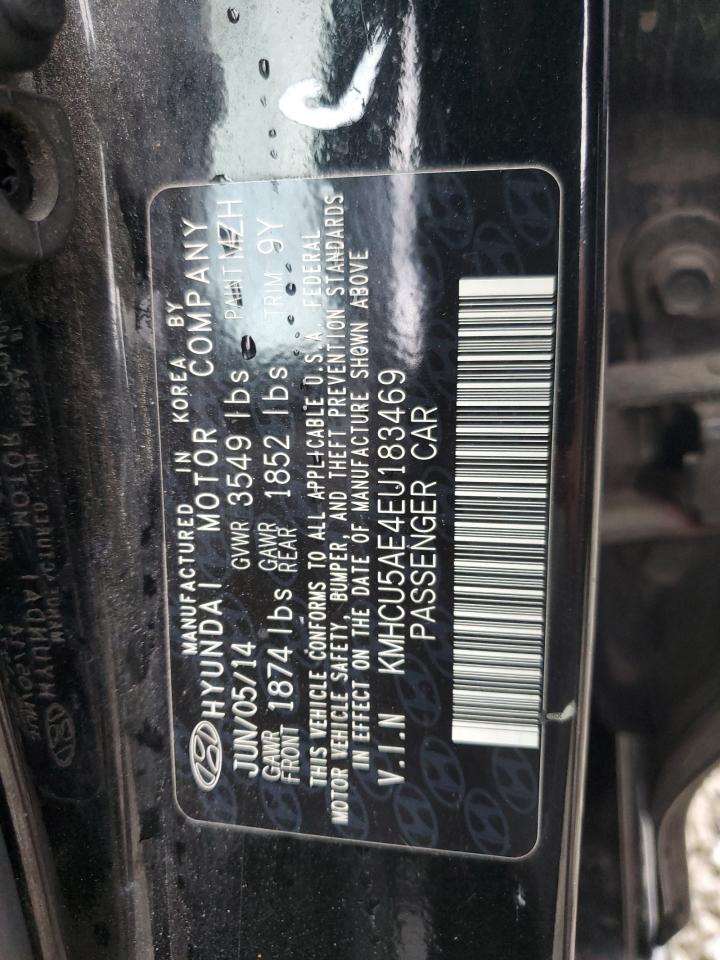 MANUFACTURED IN KOREA BY
HYUNDAI MOTOR COMPANY
JUN/05/14 GVWR 3549 lbs PAINT MZH
GAWR FRONT 1874 lbs GAWR REAR 1852 lbs TRIM 9Y
THIS VEHICLE CONFORMS TO ALL APPLICABLE U.S.A. FEDERAL
MOTOR VEHICLE SAFETY, BUMPER, AND THEFT PREVENTION STANDARDS
IN EFFECT ON THE DATE OF MANUFACTURE SHOWN ABOVE
V.I.N KMHCU5AE4EU183469
PASSENGER CAR